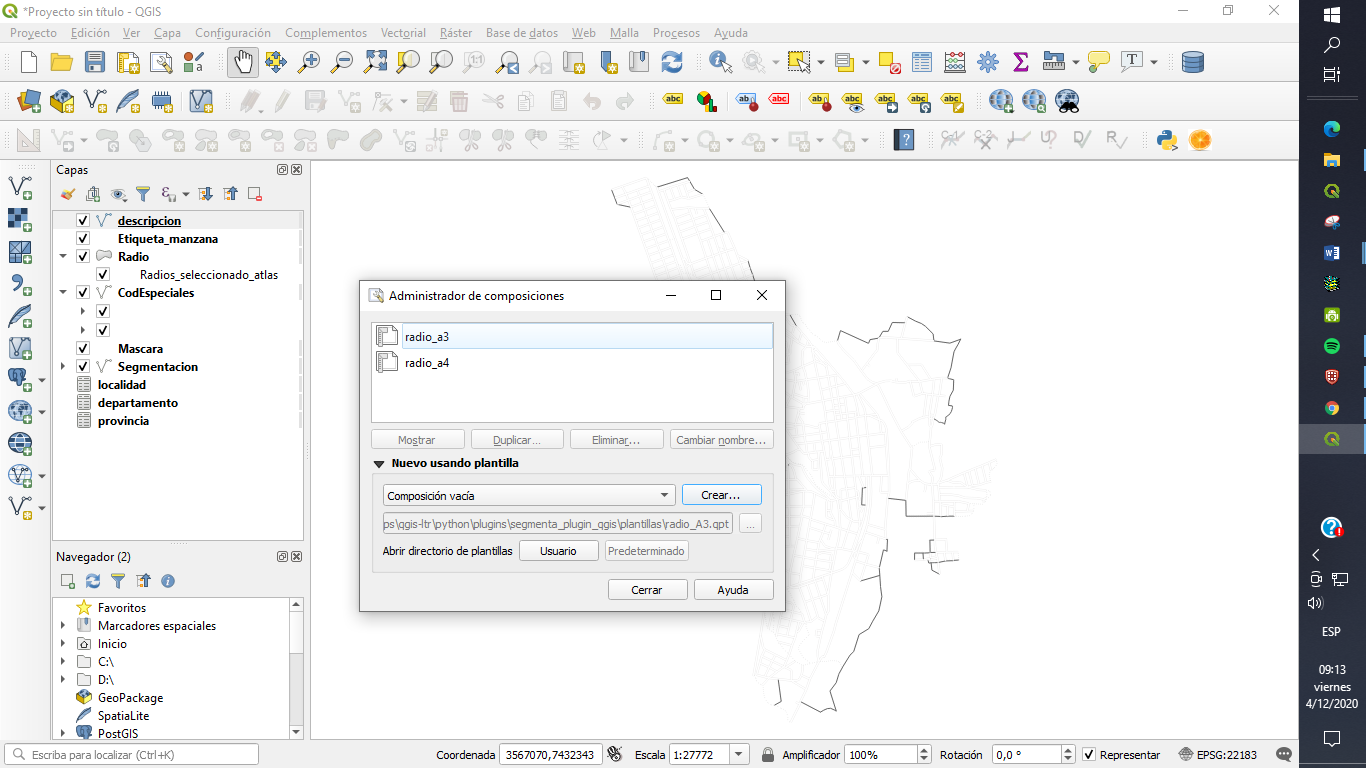 *Proyecto sin título - QGIS
Proyecto Edición Ver Capa Configuración Complementos Vectorial Ráster Base de datos Web Malla Procesos Ayuda
Capas
descripcion
Etiqueta_manzana
Radio
Radios_seleccionado_atlas
CodEspeciales
Mascara
Segmentacion
localidad
departamento
provincia
Administrador de composiciones
radio_a3
radio_a4
Mostrar Duplicar... Eliminar... Cambiar nombre...
Nuevo usando plantilla
Composición vacía Crear...
ps\qgis-ltr\python\plugins\segmenta_plugin_qgis\plantillas\radio_A3.qpt ...
Abrir directorio de plantillas Usuario Predeterminado
Cerrar Ayuda
Navegador (2)
Favoritos
Marcadores espaciales
Inicio
C:\
D:\
GeoPackage
SpatiaLite
PostGIS
Escriba para localizar (Ctrl+K) Coordenada 3567070,7432343 Escala 1:27772 Amplificador 100% Rotación 0,0 ° Representar EPSG:22183
ESP
09:13
viernes
4/12/2020